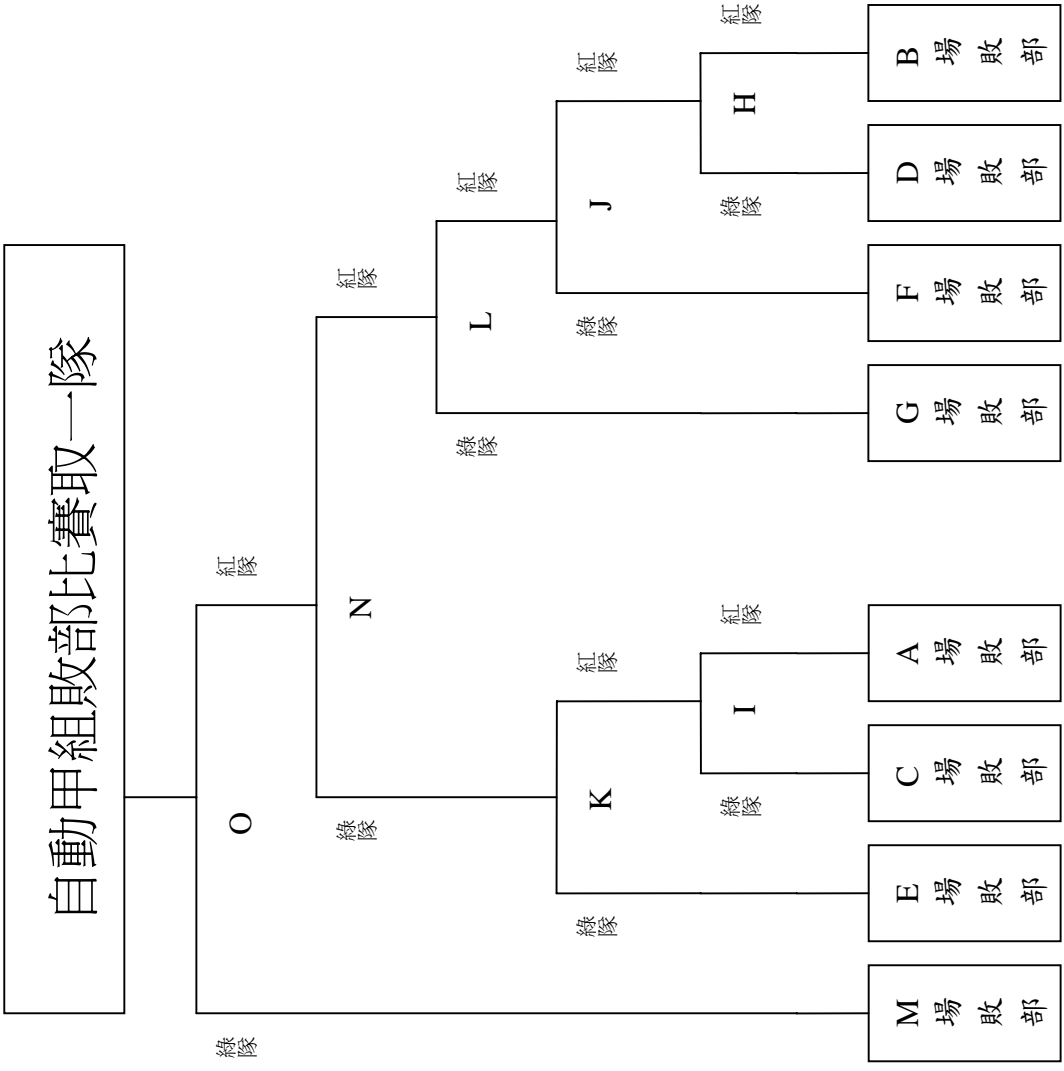 自動甲組敗部比賽取一隊
綠隊
O
紅隊
綠隊
N
紅隊
綠隊
L
紅隊
綠隊
K
紅隊
綠隊
J
紅隊
綠隊
I
紅隊
綠隊
H
紅隊
M場敗部
E場敗部
C場敗部
A場敗部
G場敗部
F場敗部
D場敗部
B場敗部